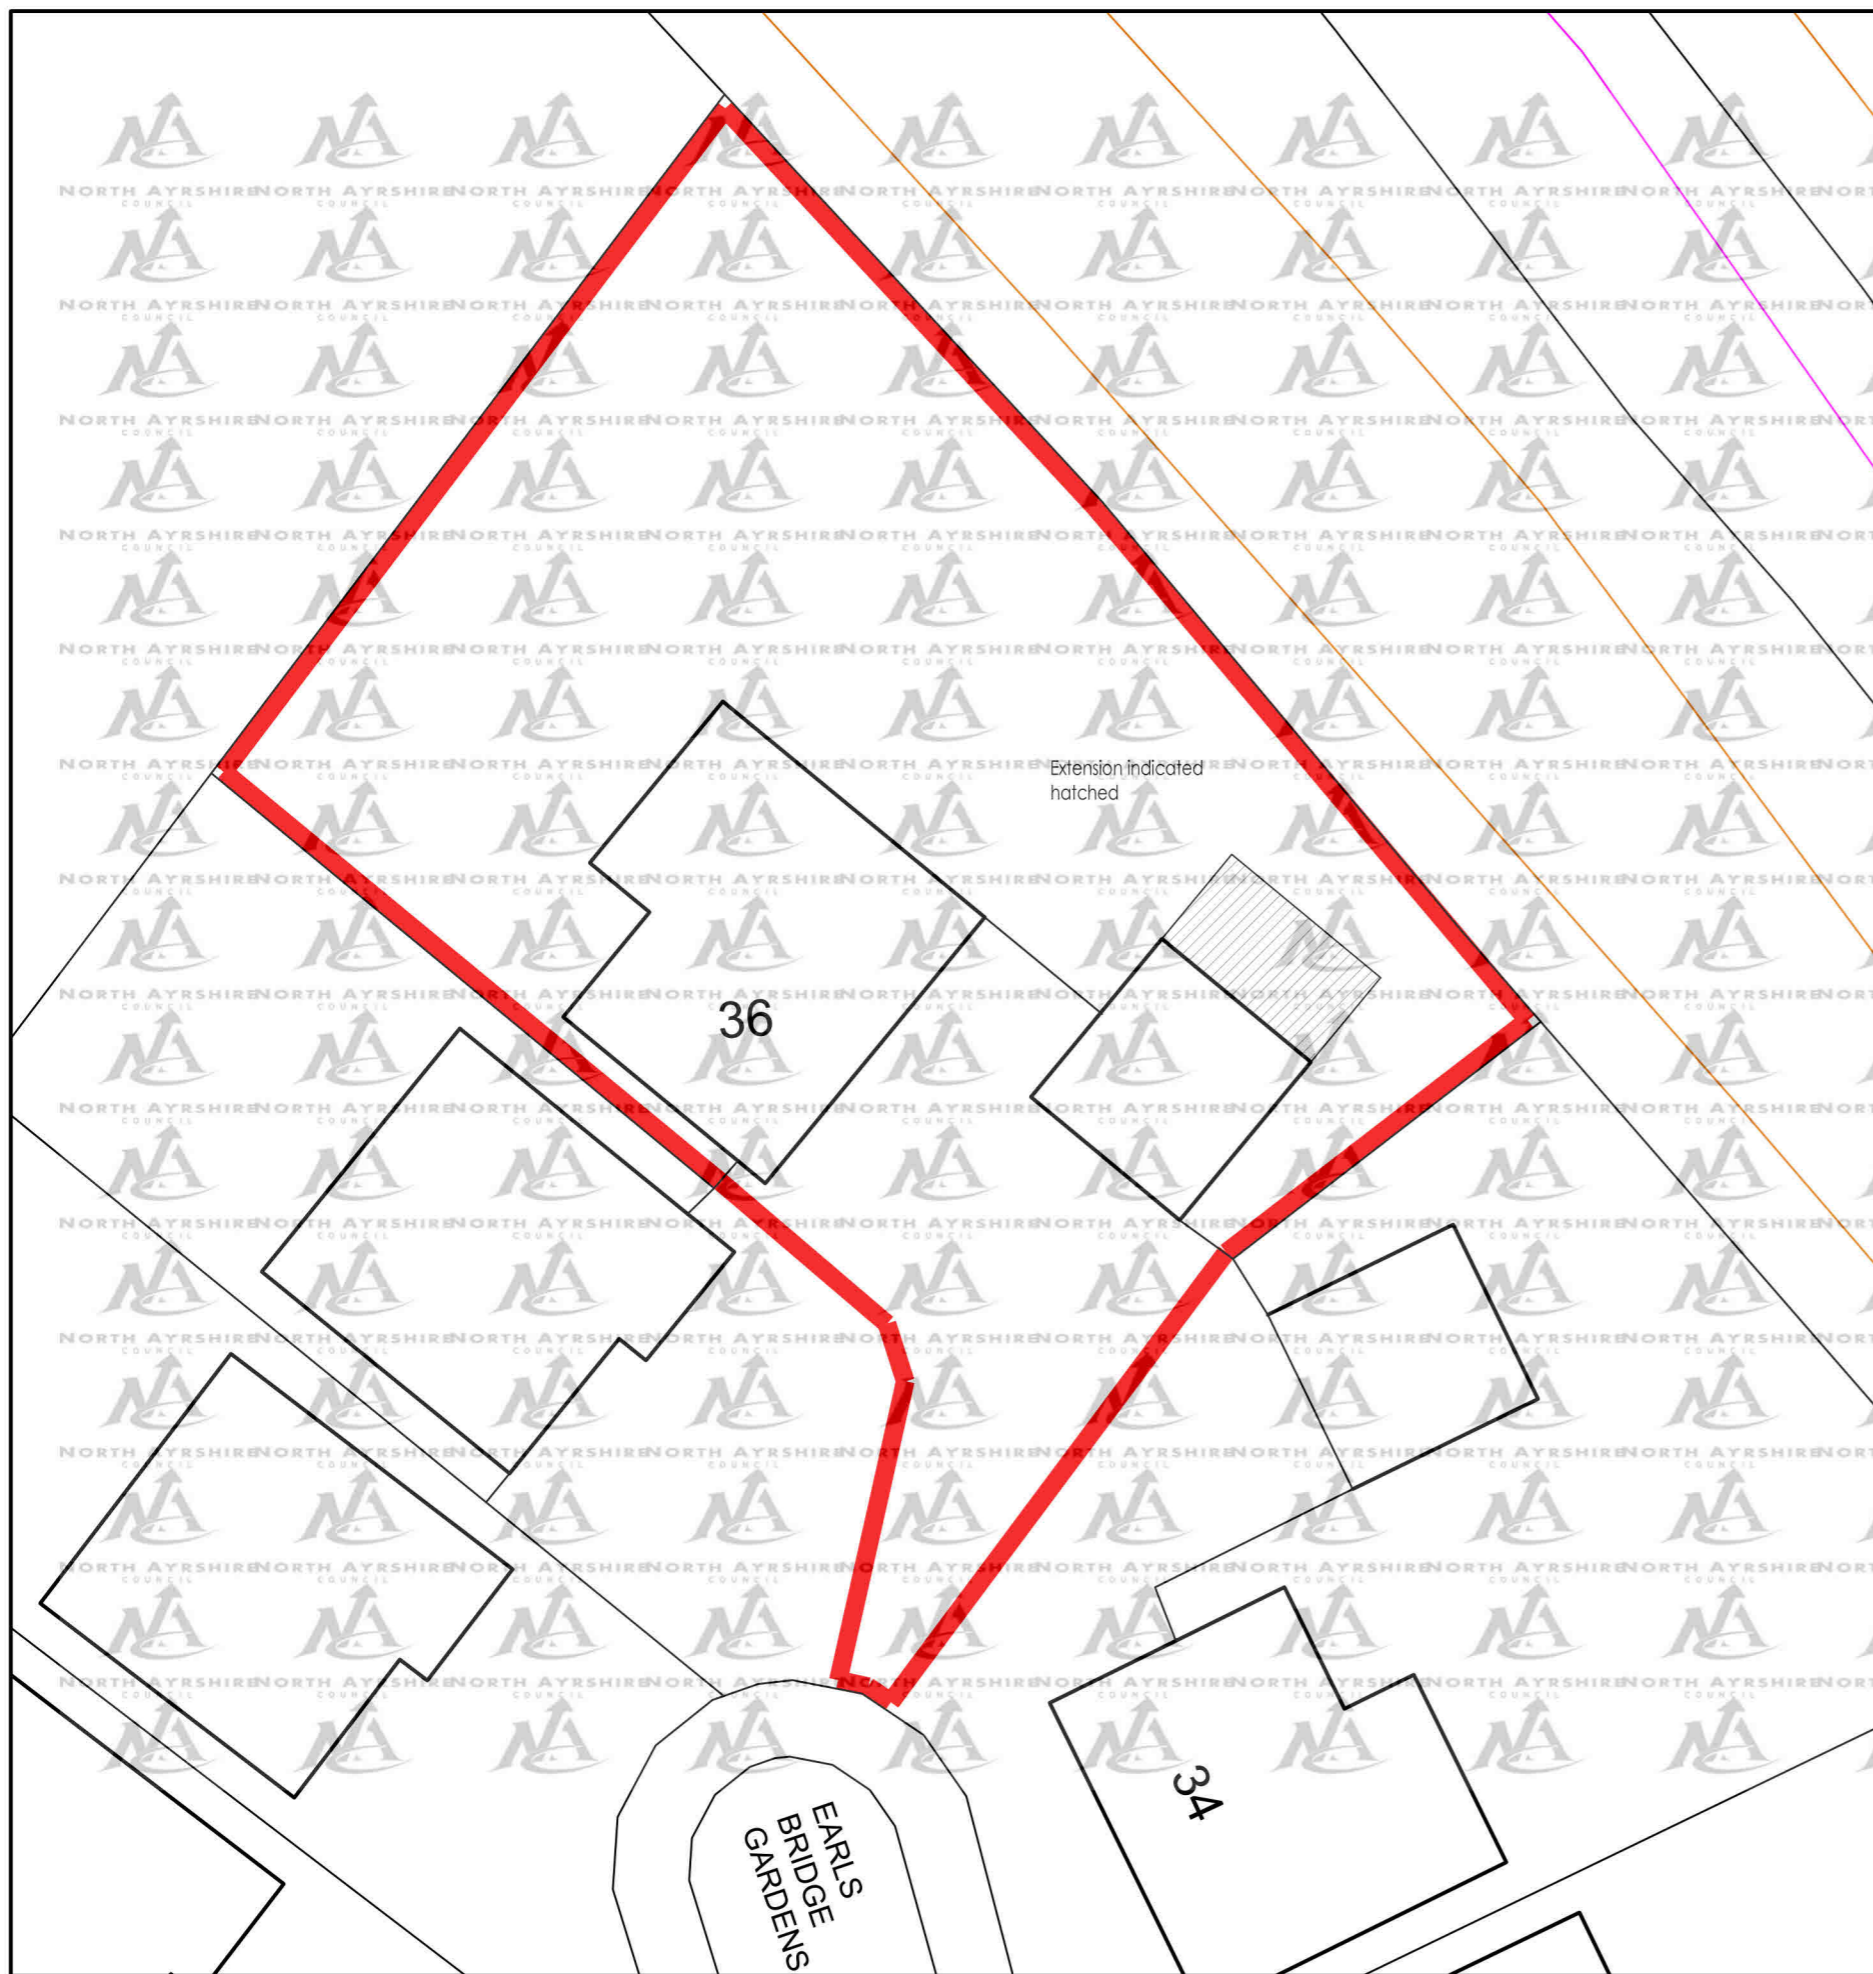 NORTH AYRSHIRE
COUNCIL
Extension indicated
hatched
36
34
EARLS
BRIDGE
GARDENS